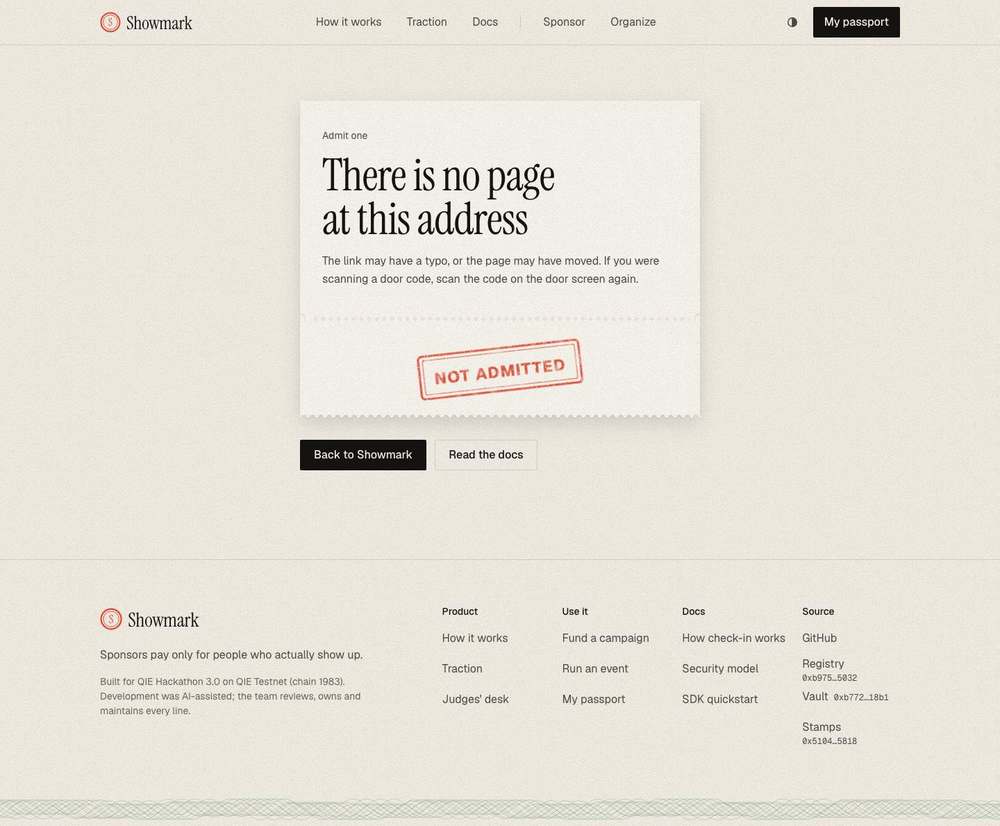 Showmark
How it works Traction Docs Sponsor Organize
My passport
Admit one
There is no page
at this address
The link may have a typo, or the page may have moved. If you were
scanning a door code, scan the code on the door screen again.
NOT ADMITTED
Back to Showmark Read the docs
S Showmark
Sponsors pay only for people who actually show up.
Built for QIE Hackathon 3.0 on QIE Testnet (chain 1983).
Development was AI-assisted; the team reviews, owns and
maintains every line.
Product
How it works
Traction
Judges' desk
Use it
Fund a campaign
Run an event
My passport
Docs
How check-in works
Security model
SDK quickstart
Source
GitHub
Registry
0xb975…5032
Vault 0xb772…18b1
Stamps
0x5104…5818